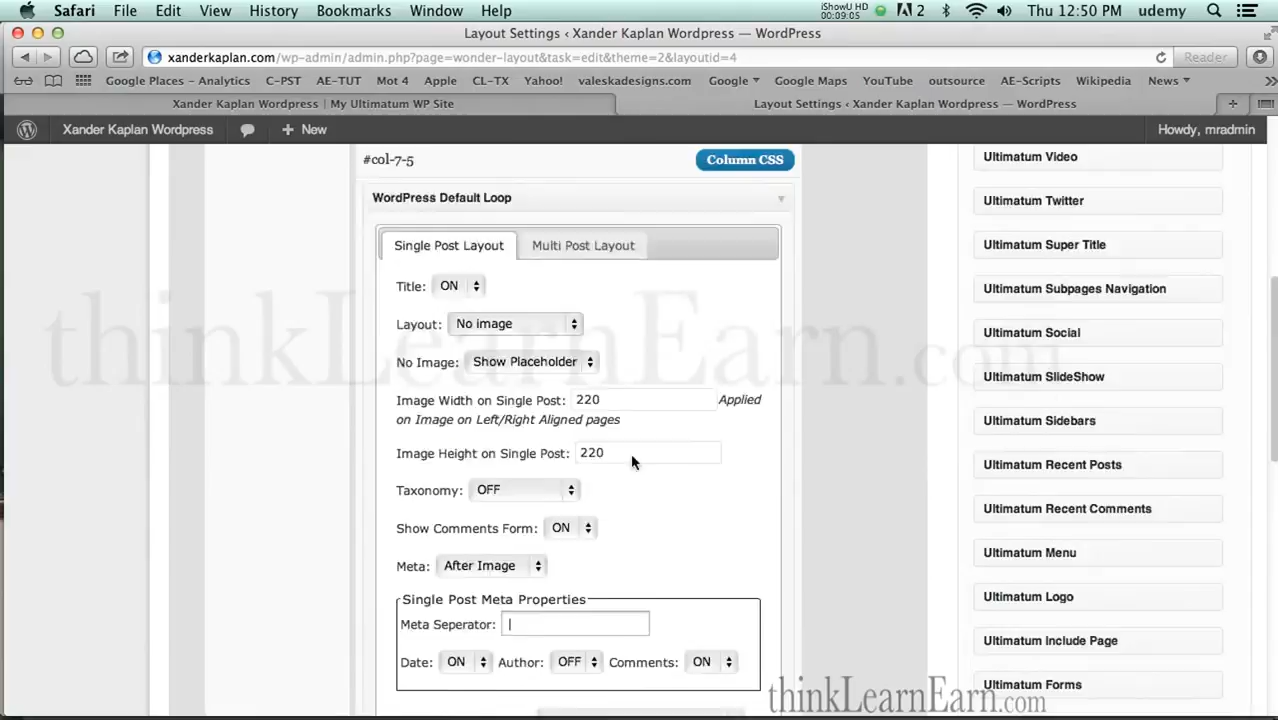 Safari File Edit View History Bookmarks Window Help iShowU HD 00:09:05 2 Thu 12:50 PM udemy
Layout Settings ‹ Xander Kaplan Wordpress — WordPress
xanderkaplan.com/wp-admin/admin.php?page=wonder-layout&task=edit&theme=2&layoutid=4 Reader
Google Places - Analytics C-PST AE-TUT Mot 4 Apple CL-TX Yahoo! valeskadesigns.com Google Google Maps YouTube outsource AE-Scripts Wikipedia News
Xander Kaplan Wordpress | My Ultimatum WP Site Layout Settings ‹ Xander Kaplan Wordpress — WordPress
Xander Kaplan Wordpress + New Howdy, mradmin
#col-7-5 Column CSS
WordPress Default Loop
Single Post Layout Multi Post Layout
Title: ON
Layout: No image
No Image: Show Placeholder
Image Width on Single Post: 220 Applied
on Image on Left/Right Aligned pages
Image Height on Single Post: 220
Taxonomy: OFF
Show Comments Form: ON
Meta: After Image
Single Post Meta Properties
Meta Seperator: |
Date: ON Author: OFF Comments: ON
Ultimatum Video
Ultimatum Twitter
Ultimatum Super Title
Ultimatum Subpages Navigation
Ultimatum Social
Ultimatum SlideShow
Ultimatum Sidebars
Ultimatum Recent Posts
Ultimatum Recent Comments
Ultimatum Menu
Ultimatum Logo
Ultimatum Include Page
Ultimatum Forms
thinkLearnEarn.com
thinkLearnEarn.com